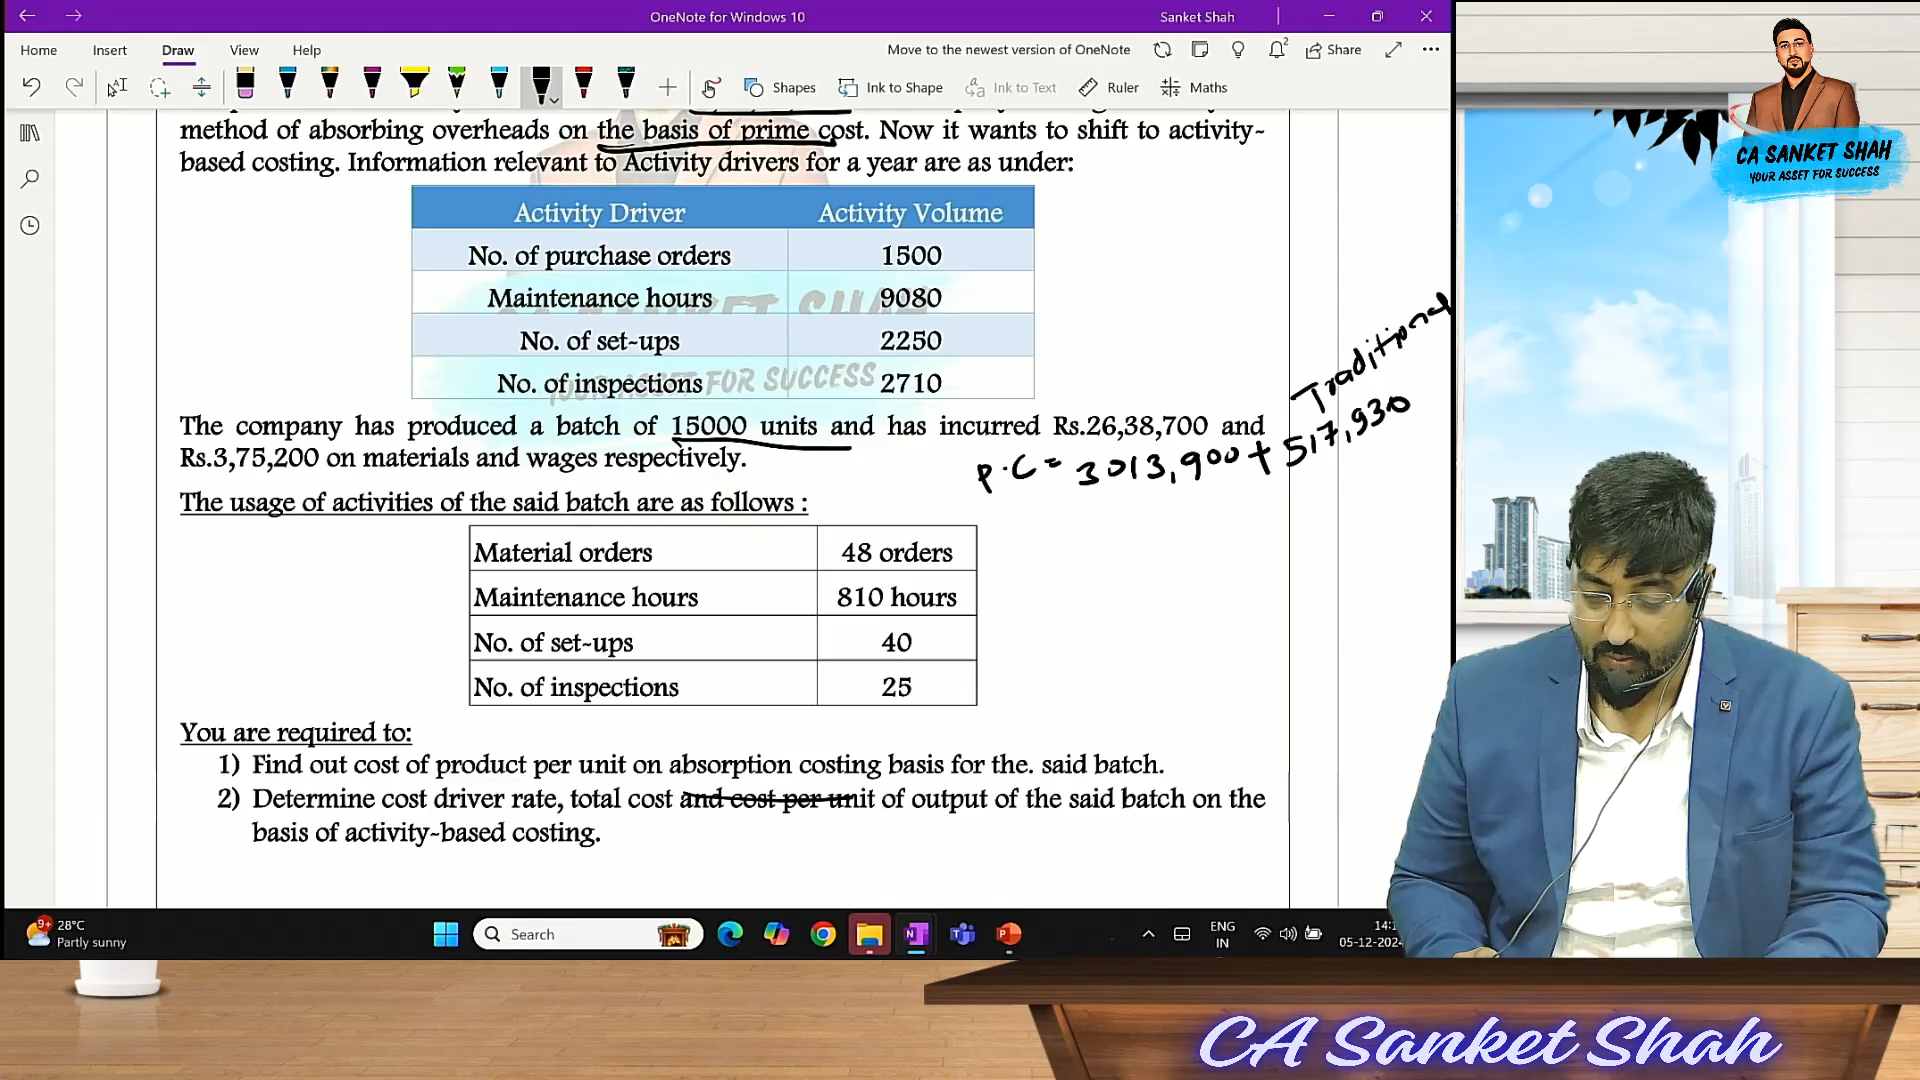 OneNote for Windows 10
Sanket Shah
Home Insert Draw View Help
Move to the newest version of OneNote
2
Share
Shapes
Ink to Shape
Ink to Text
Ruler
Maths
CA SANKET SHAH
YOUR ASSET FOR SUCCESS
method of absorbing overheads on the basis of prime cost. Now it wants to shift to activity-
based costing. Information relevant to Activity drivers for a year are as under:
Activity Driver Activity Volume
No. of purchase orders 1500
Maintenance hours 9080
No. of set-ups 2250
No. of inspections 2710
SANKET SHAH
YOUR ASSET FOR SUCCESS
Traditional
The company has produced a batch of 15000 units and has incurred Rs.26,38,700 and
Rs.3,75,200 on materials and wages respectively.
P.C = 3013,900 + 517,930
The usage of activities of the said batch are as follows :
Material orders 48 orders
Maintenance hours 810 hours
No. of set-ups 40
No. of inspections 25
You are required to:
1) Find out cost of product per unit on absorption costing basis for the. said batch.
2) Determine cost driver rate, total cost and cost per unit of output of the said batch on the
basis of activity-based costing.
9+
28°C
Partly sunny
Search
ENG
IN
14:1
05-12-2024
CA Sanket Shah